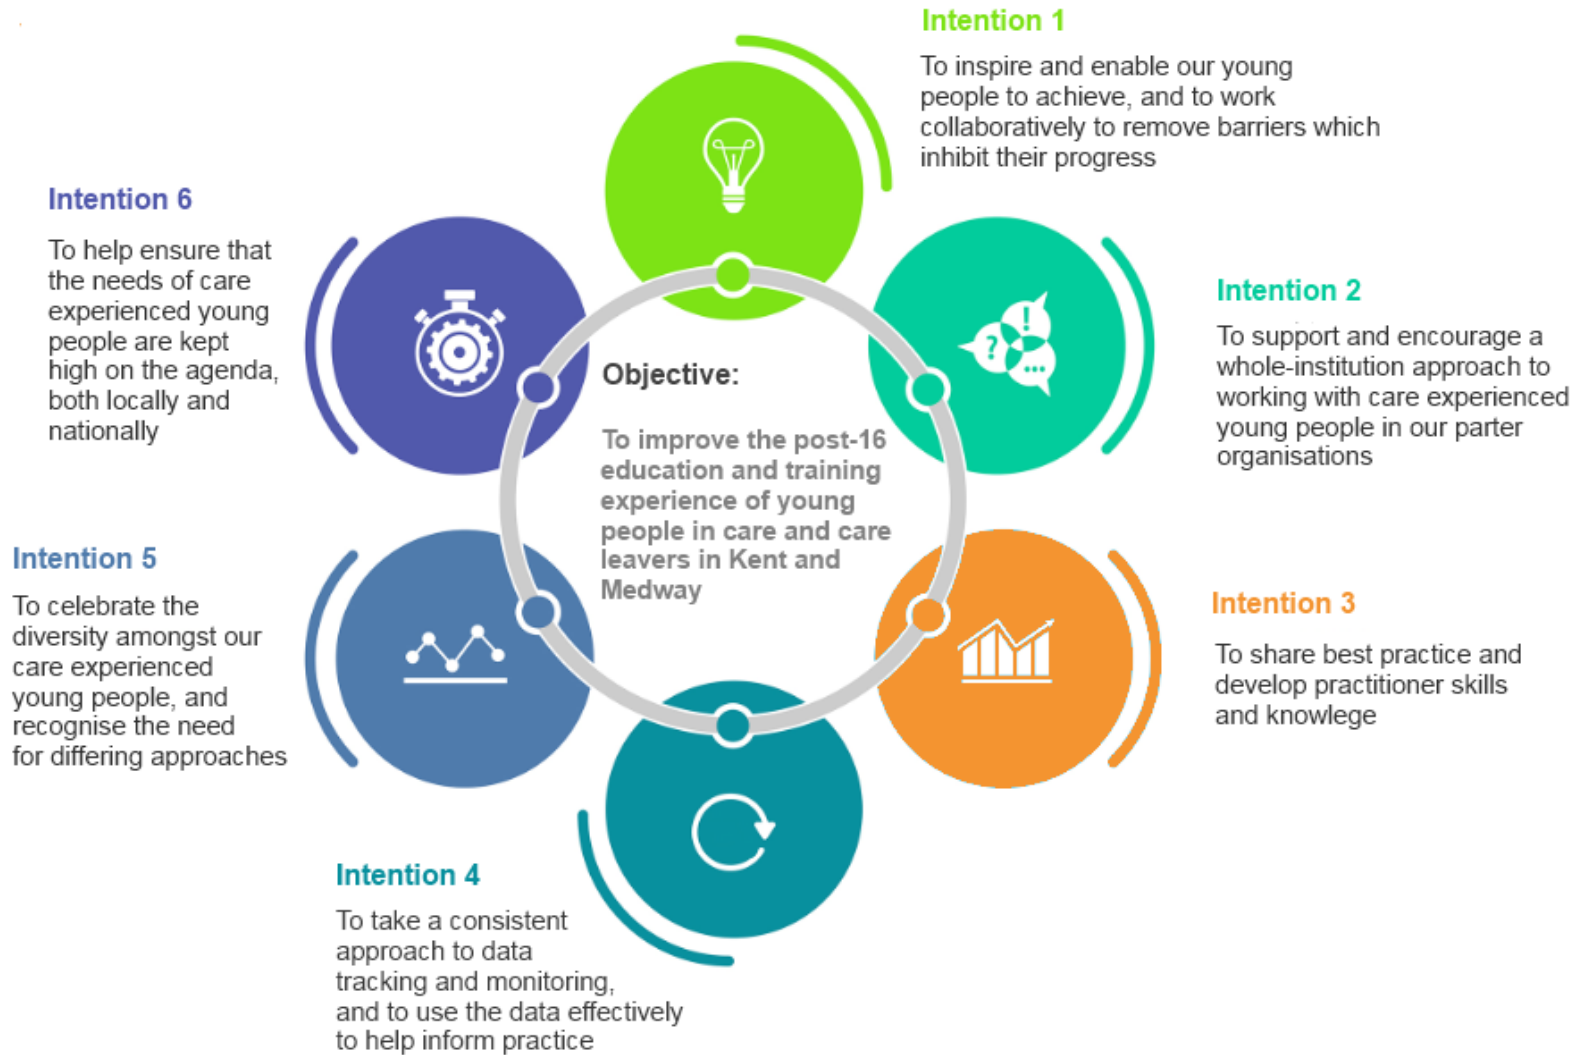 Intention 1
To inspire and enable our young
people to achieve, and to work
collaboratively to remove barriers which
inhibit their progress
Intention 2
To support and encourage a
whole-institution approach to
working with care experienced
young people in our parter
organisations
Intention 3
To share best practice and
develop practitioner skills
and knowlege
Intention 4
To take a consistent
approach to data
tracking and monitoring,
and to use the data effectively
to help inform practice
Intention 5
To celebrate the
diversity amongst our
care experienced
young people, and
recognise the need
for differing approaches
Intention 6
To help ensure that
the needs of care
experienced young
people are kept
high on the agenda,
both locally and
nationally
Objective:
To improve the post-16
education and training
experience of young
people in care and care
leavers in Kent and
Medway